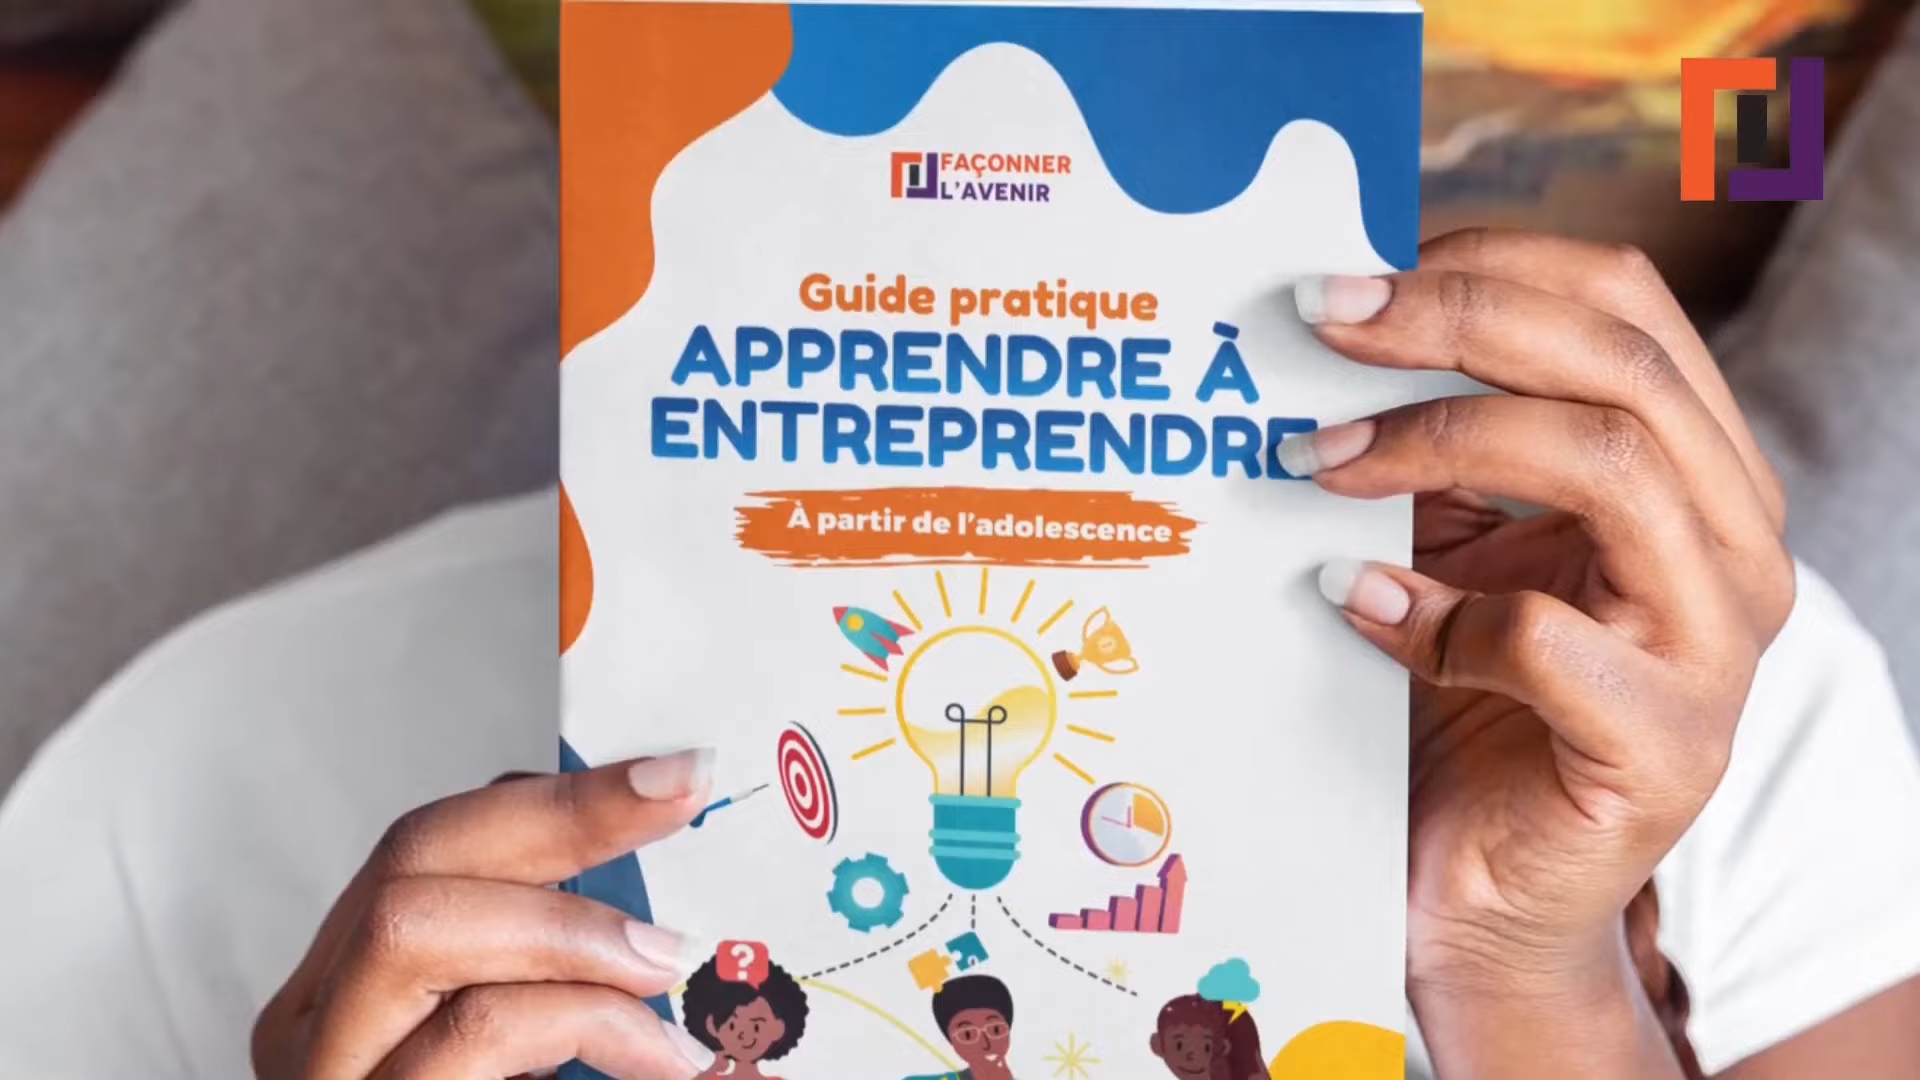 FAÇONNER
L'AVENIR
Guide pratique
APPRENDRE À
ENTREPRENDRE
À partir de l'adolescence
?